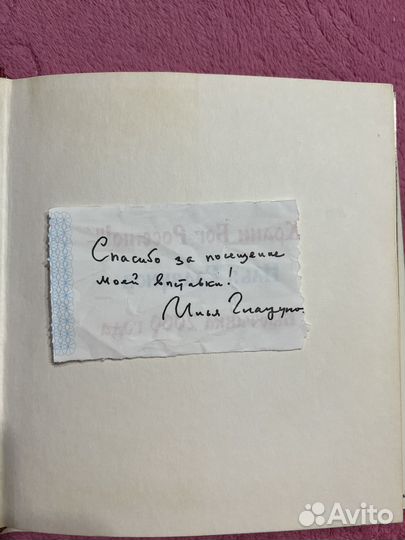 Спасибо за посещение
моей выставки!
Илья Глазунов
Avito